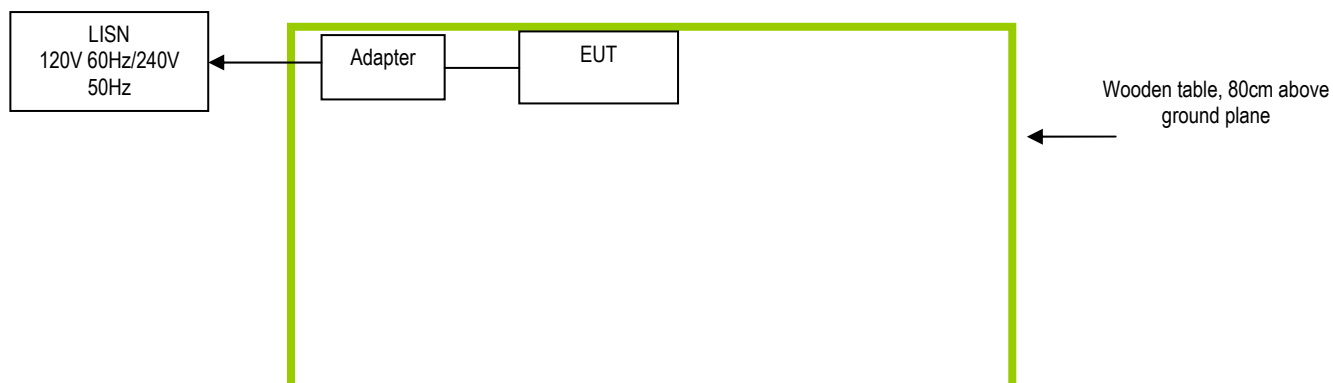 LISN
120V 60Hz/240V
50Hz
Adapter
EUT
Wooden table, 80cm above
ground plane